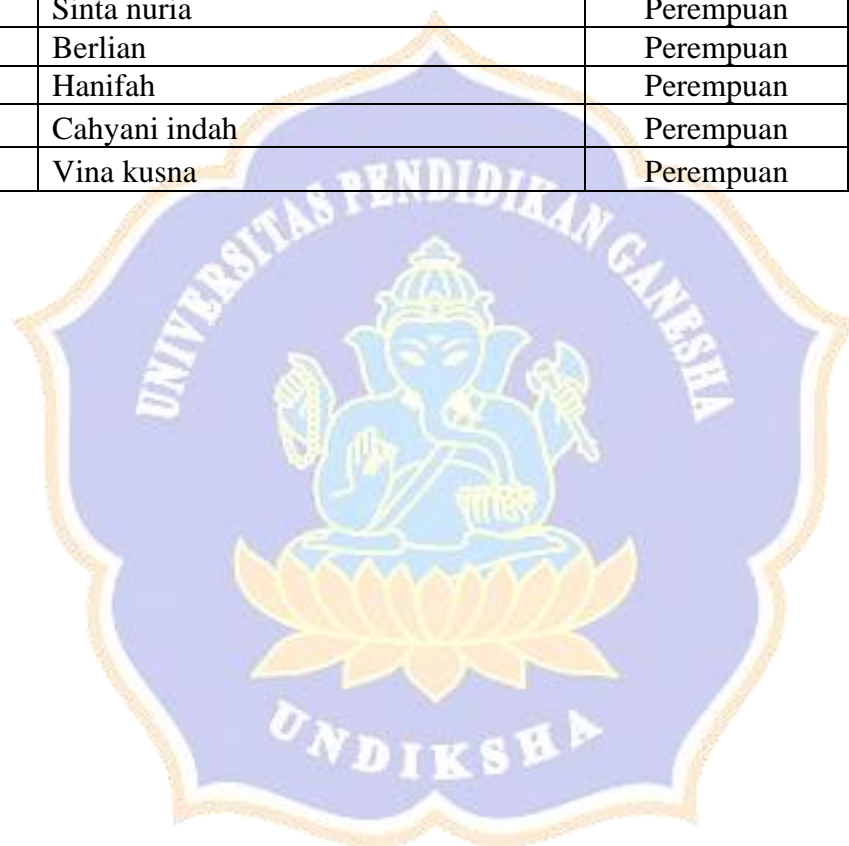 Sinta nuria Perempuan
Berlian Perempuan
Hanifah Perempuan
Cahyani indah Perempuan
Vina kusna Perempuan
UNIVERSITAS PENDIDIKAN GANESHA
UNDIKSHA